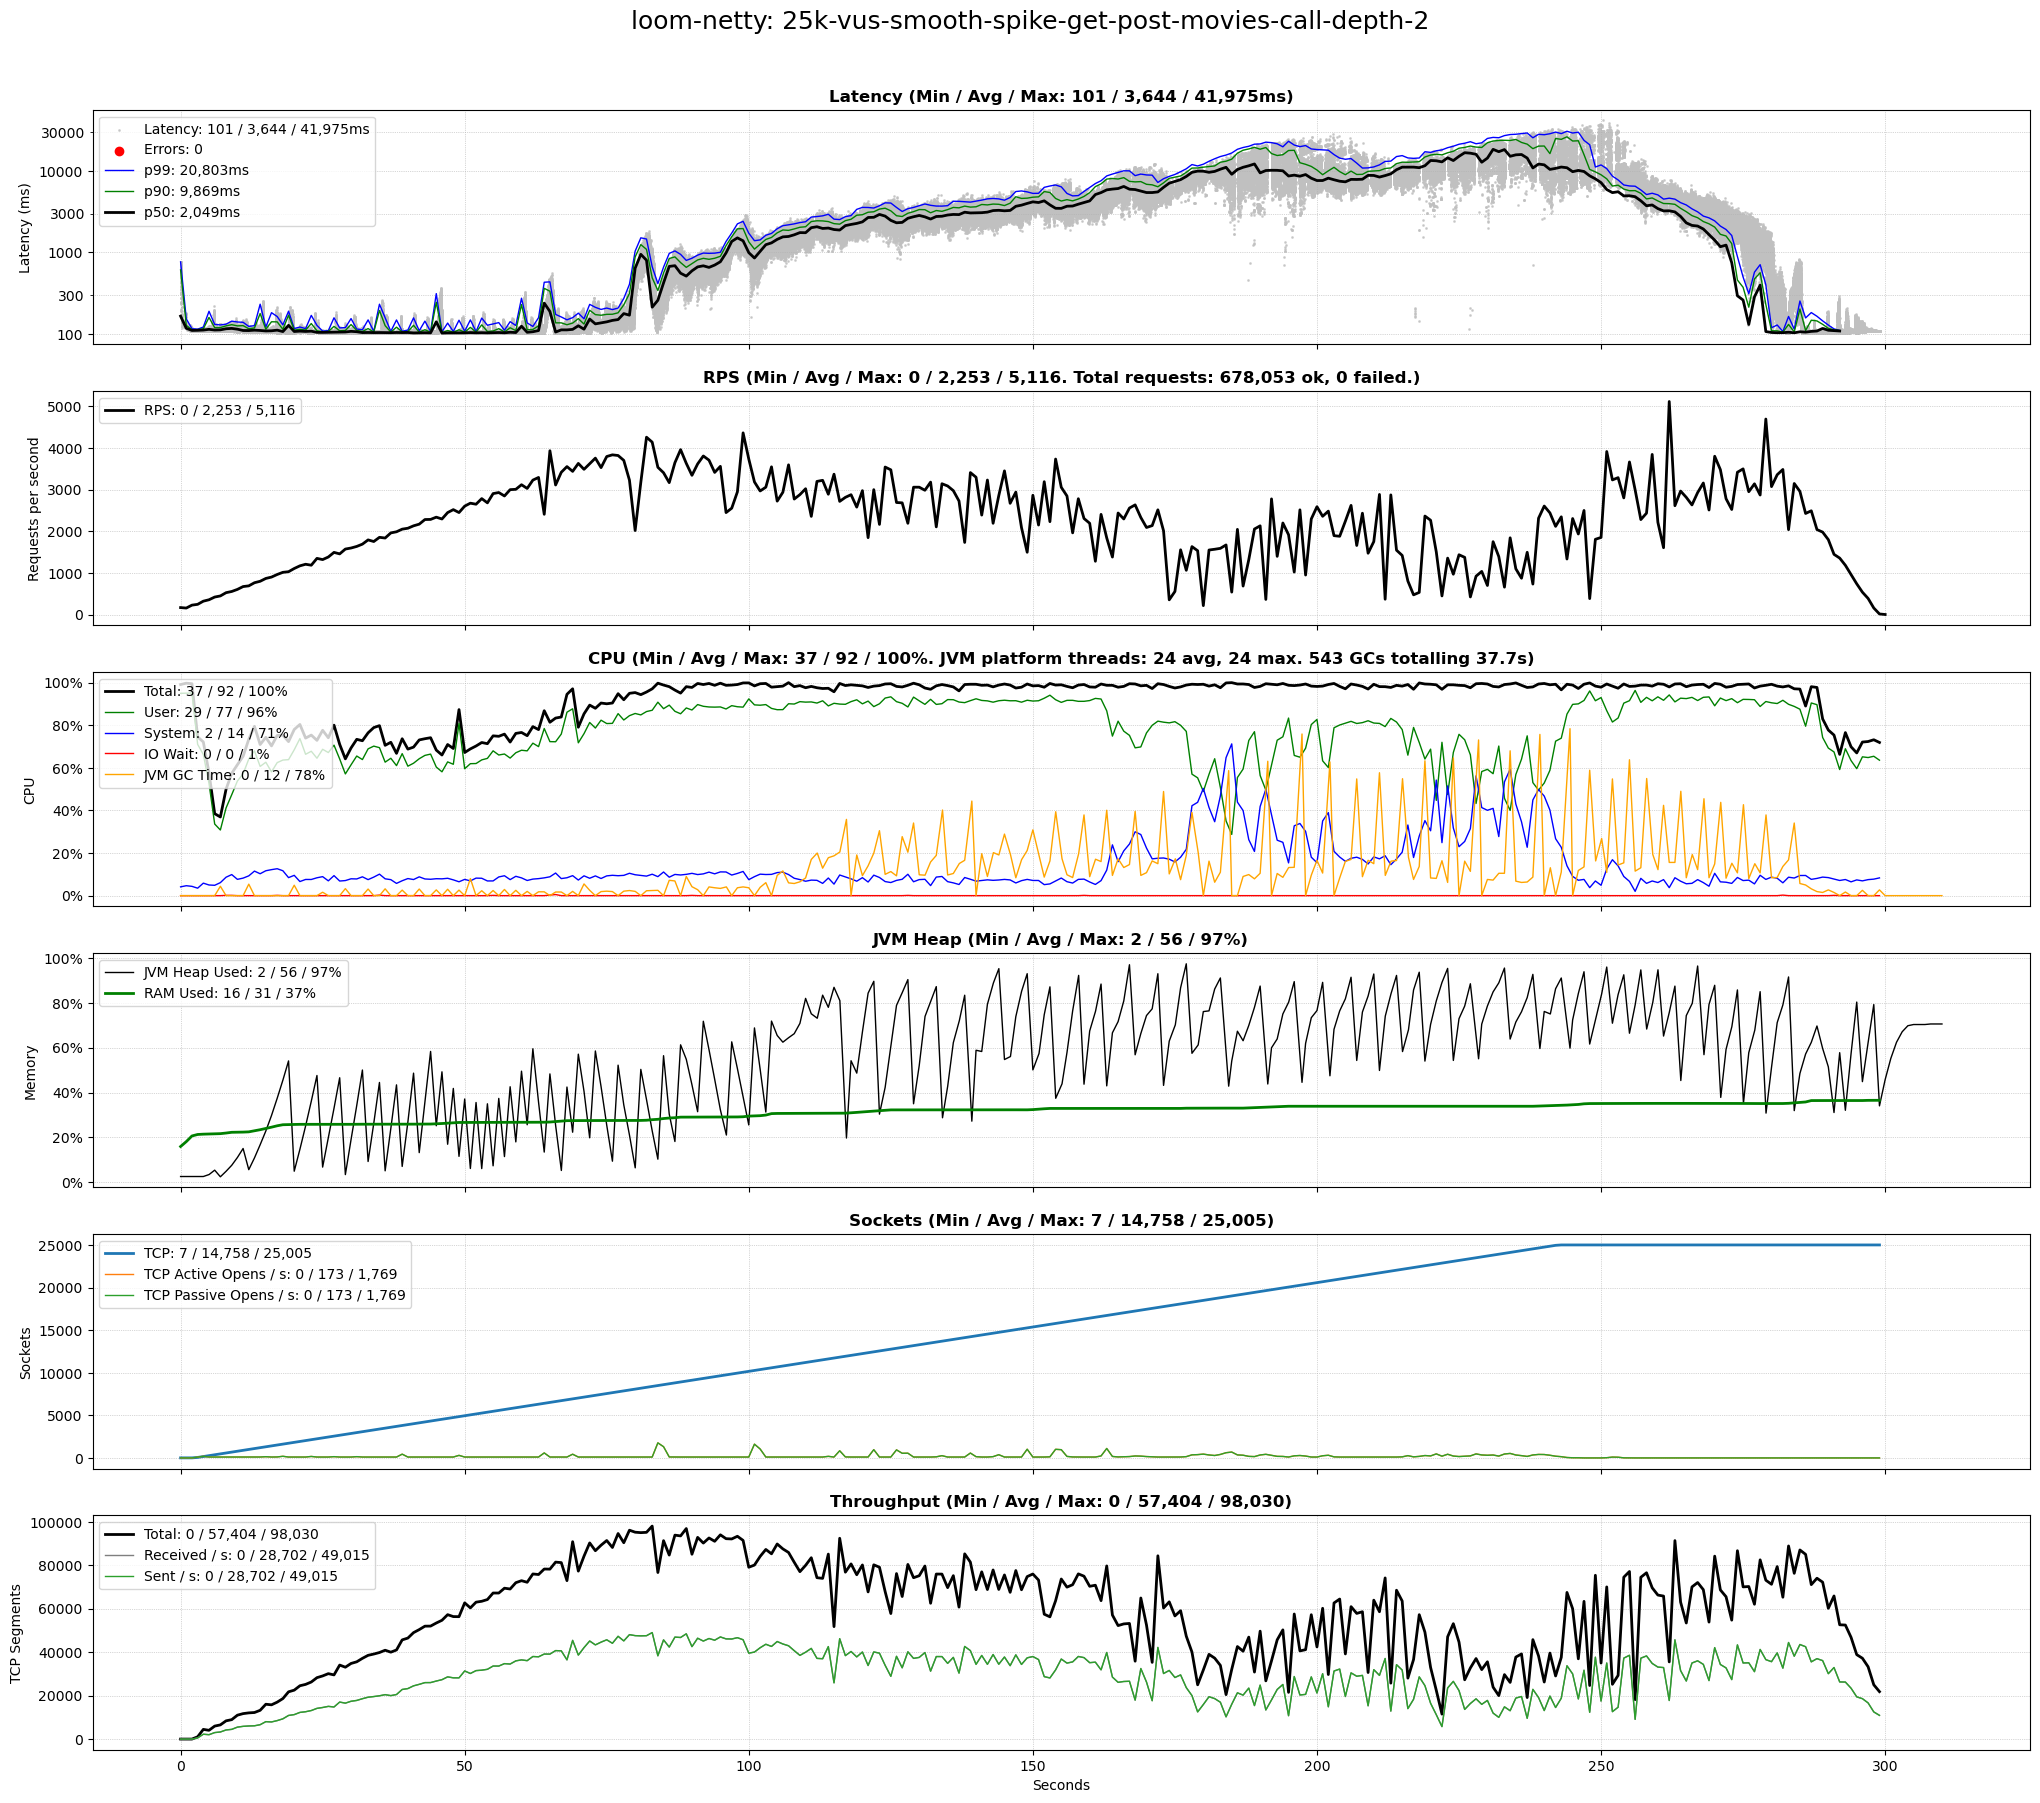 loom-netty: 25k-vus-smooth-spike-get-post-movies-call-depth-2
Latency (Min / Avg / Max: 101 / 3,644 / 41,975ms)
Latency (ms)
30000
10000
3000
1000
300
100
Latency: 101 / 3,644 / 41,975ms
Errors: 0
p99: 20,803ms
p90: 9,869ms
p50: 2,049ms
RPS (Min / Avg / Max: 0 / 2,253 / 5,116. Total requests: 678,053 ok, 0 failed.)
Requests per second
5000
4000
3000
2000
1000
0
RPS: 0 / 2,253 / 5,116
CPU (Min / Avg / Max: 37 / 92 / 100%. JVM platform threads: 24 avg, 24 max. 543 GCs totalling 37.7s)
CPU
100%
80%
60%
40%
20%
0%
Total: 37 / 92 / 100%
User: 29 / 77 / 96%
System: 2 / 14 / 71%
IO Wait: 0 / 0 / 1%
JVM GC Time: 0 / 12 / 78%
JVM Heap (Min / Avg / Max: 2 / 56 / 97%)
Memory
100%
80%
60%
40%
20%
0%
JVM Heap Used: 2 / 56 / 97%
RAM Used: 16 / 31 / 37%
Sockets (Min / Avg / Max: 7 / 14,758 / 25,005)
Sockets
25000
20000
15000
10000
5000
0
TCP: 7 / 14,758 / 25,005
TCP Active Opens / s: 0 / 173 / 1,769
TCP Passive Opens / s: 0 / 173 / 1,769
Throughput (Min / Avg / Max: 0 / 57,404 / 98,030)
TCP Segments
100000
80000
60000
40000
20000
0
Total: 0 / 57,404 / 98,030
Received / s: 0 / 28,702 / 49,015
Sent / s: 0 / 28,702 / 49,015
0 50 100 150 200 250 300
Seconds